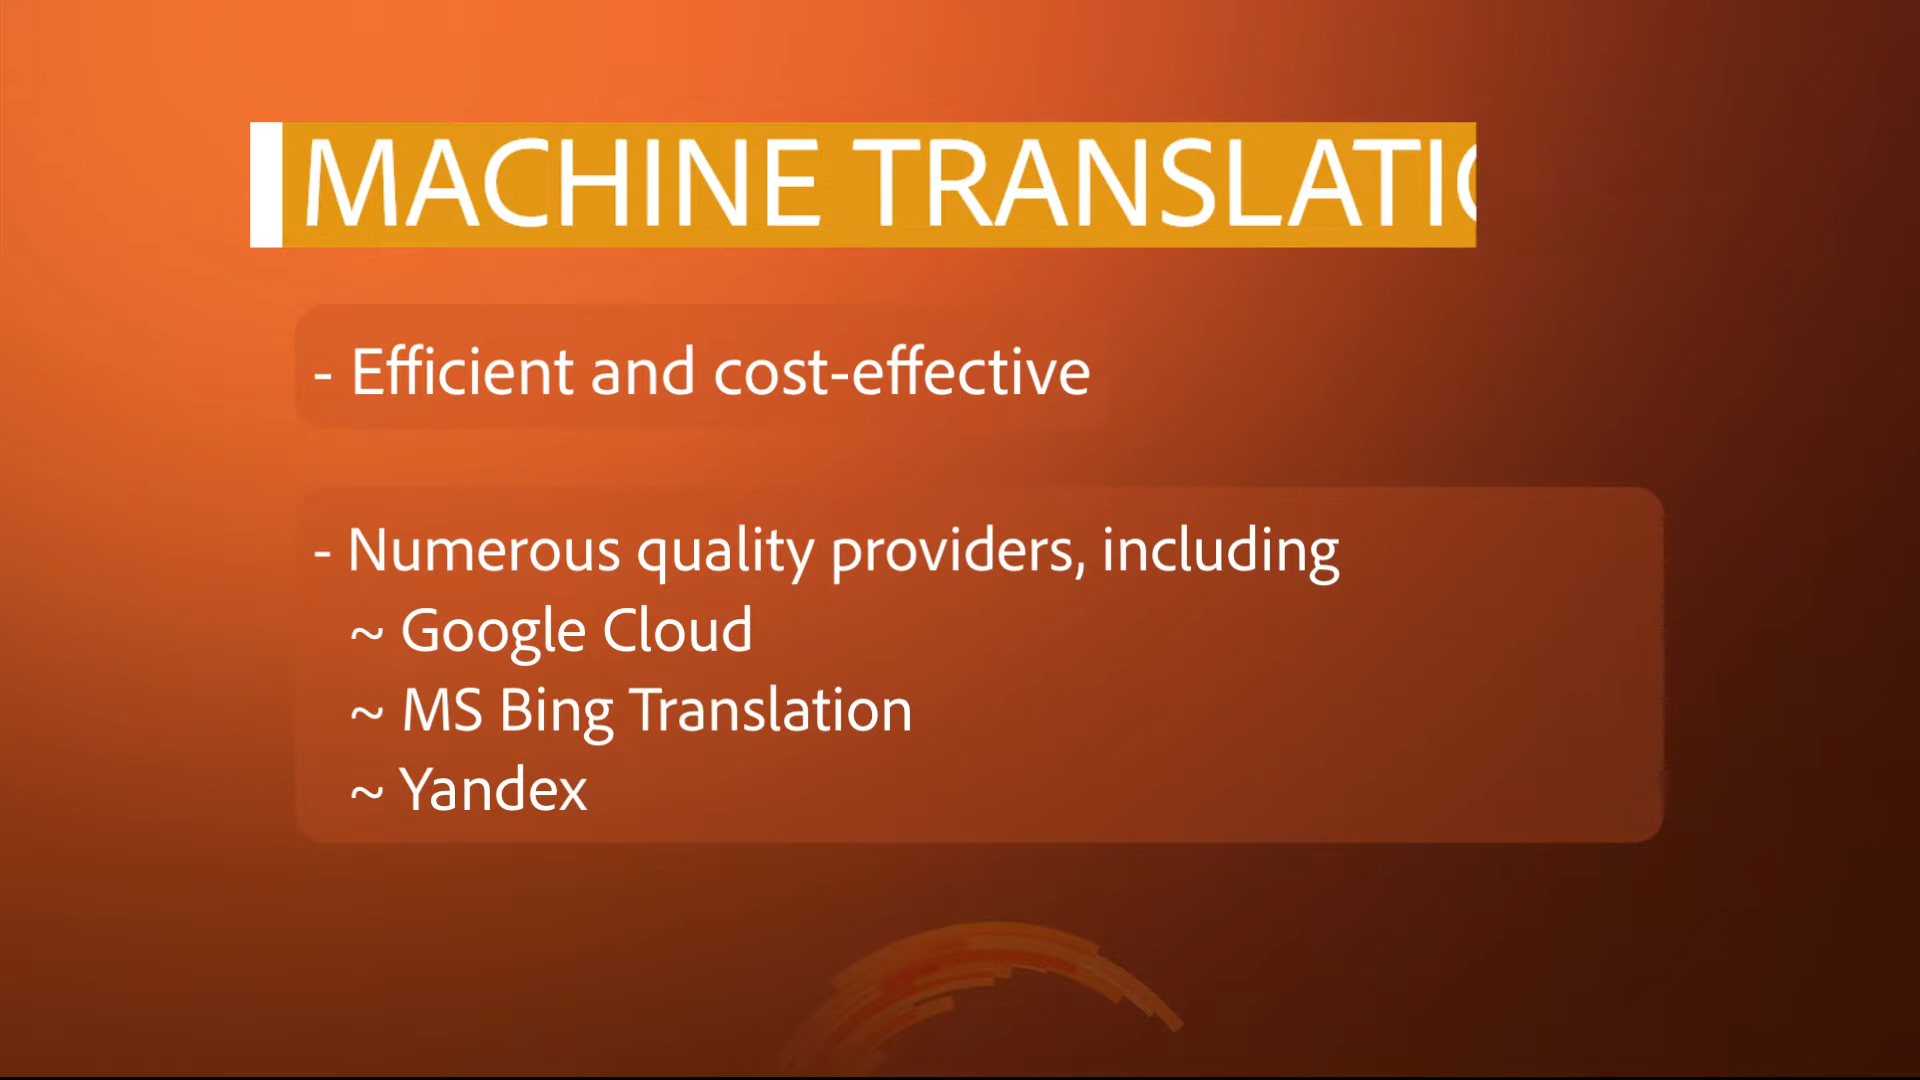 MACHINE TRANSLATIO
- Efficient and cost-effective
- Numerous quality providers, including
~ Google Cloud
~ MS Bing Translation
~ Yandex